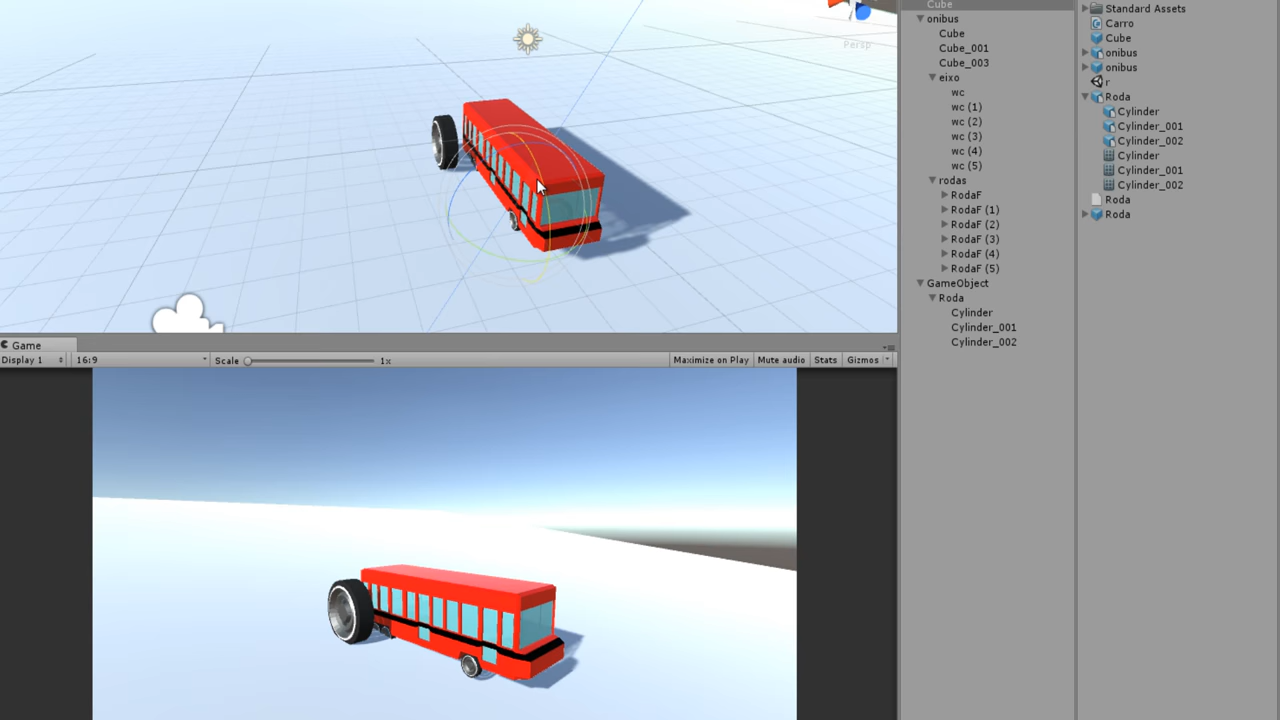 Persp
Game
Display 1
16:9
Scale
1x
Maximize on Play
Mute audio
Stats
Gizmos
Cube
onibus
Cube
Cube_001
Cube_003
eixo
wc
wc (1)
wc (2)
wc (3)
wc (4)
wc (5)
rodas
RodaF
RodaF (1)
RodaF (2)
RodaF (3)
RodaF (4)
RodaF (5)
GameObject
Roda
Cylinder
Cylinder_001
Cylinder_002
Standard Assets
Carro
Cube
onibus
onibus
r
Roda
Cylinder
Cylinder_001
Cylinder_002
Cylinder
Cylinder_001
Cylinder_002
Roda
Roda